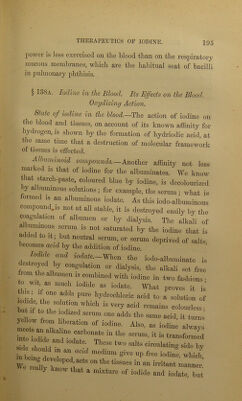 THERAPEUTICS OF IODINE. 195
power is less exercised on the blood than on the respiratory
mucous membranes, which are the habitual seat of bacilli
in pulmonary phthisis.
§ 138A. Iodine in the Blood. Its Effects on the Blood.
Oxydising Action.
State of iodine in the blood.—The action of iodine on
the blood and tissues, on account of its known affinity for
hydrogen, is shown by the formation of hydriodic acid, at
the same time that a destruction of molecular framework
of tissues is effected.
Albuminoid compounds.—Another affinity not less
marked is that of iodine for the albuminates. We know
that starch-paste, coloured blue by iodine, is decolourized
by albuminous solutions; for example, the serum; what is
formed is an albuminous iodate. As this iodo-albuminous
compound, is not at all stable, it is destroyed easily by the
coagulation of albumen or by dialysis. The alkali of
albuminous serum is not saturated by the iodine that is
added to it; but neutral serum, or serum deprived of salts,
becomes acid by the addition of iodine.
Iodide and iodate.—When the iodo-albuminate is
destroyed by coagulation or dialysis, the alkali set free
from the albumen is combined with iodine in two fashions;
to wit, as much iodide as iodate. What proves it is
this: if one adds pure hydrochloric acid to a solution of
iodide, the solution which is very acid remains colourless;
but if to the iodized serum one adds the same acid, it turns
yellow from liberation of iodine. Also, as iodine always
meets an alkaline carbonate in the serum, it is transformed
into iodide and iodate. These two salts circulating side by
side should in an acid medium give up free iodine, which,
in being developed, acts on the tissues in an irritant manner.
We really know that a mixture of iodide and iodate, but